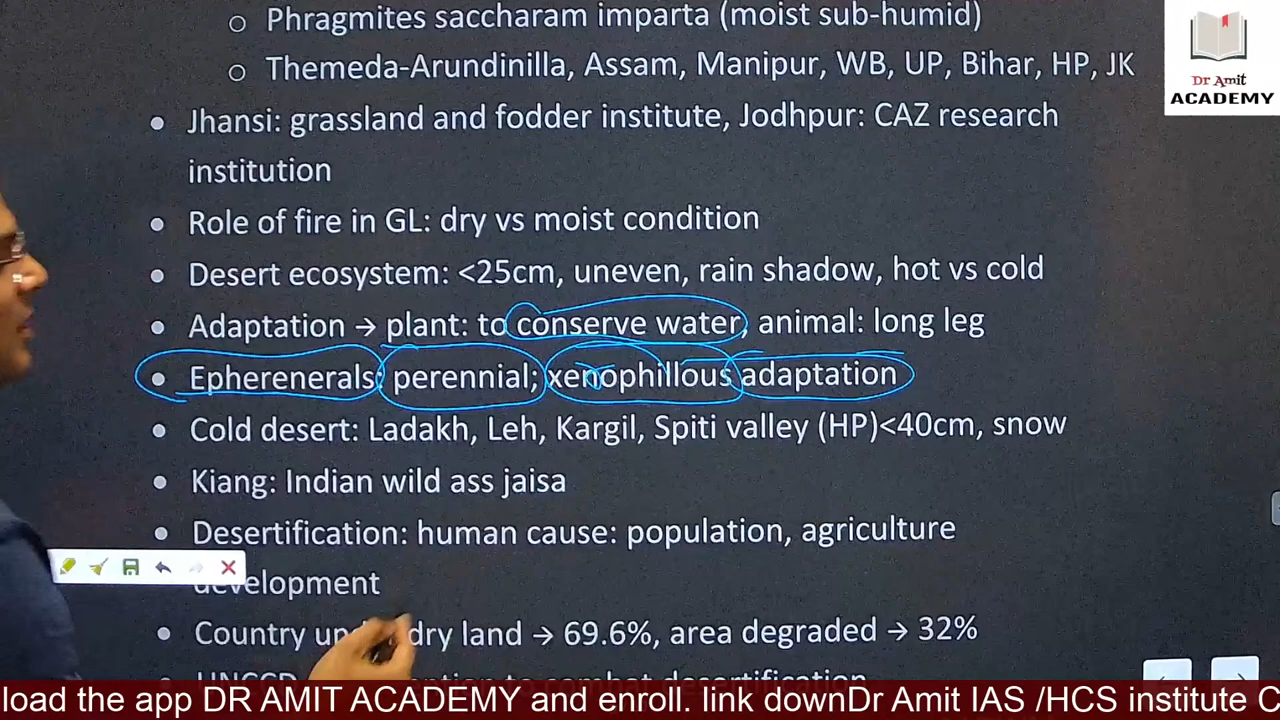 Phragmites saccharam imparta (moist sub-humid)
Themeda-Arundinilla, Assam, Manipur, WB, UP, Bihar, HP, JK
Dr Amit
ACADEMY
Jhansi: grassland and fodder institute, Jodhpur: CAZ research
institution
Role of fire in GL: dry vs moist condition
Desert ecosystem: <25cm, uneven, rain shadow, hot vs cold
Adaptation → plant: to conserve water, animal: long leg
Epherenerals: perennial; xenophillous adaptation
Cold desert: Ladakh, Leh, Kargil, Spiti valley (HP)<40cm, snow
Kiang: Indian wild ass jaisa
Desertification: human cause: population, agriculture
development
Country dry land → 69.6%, area degraded → 32%
to combat desertification
load the app DR AMIT ACADEMY and enroll. link downDr Amit IAS /HCS institute C